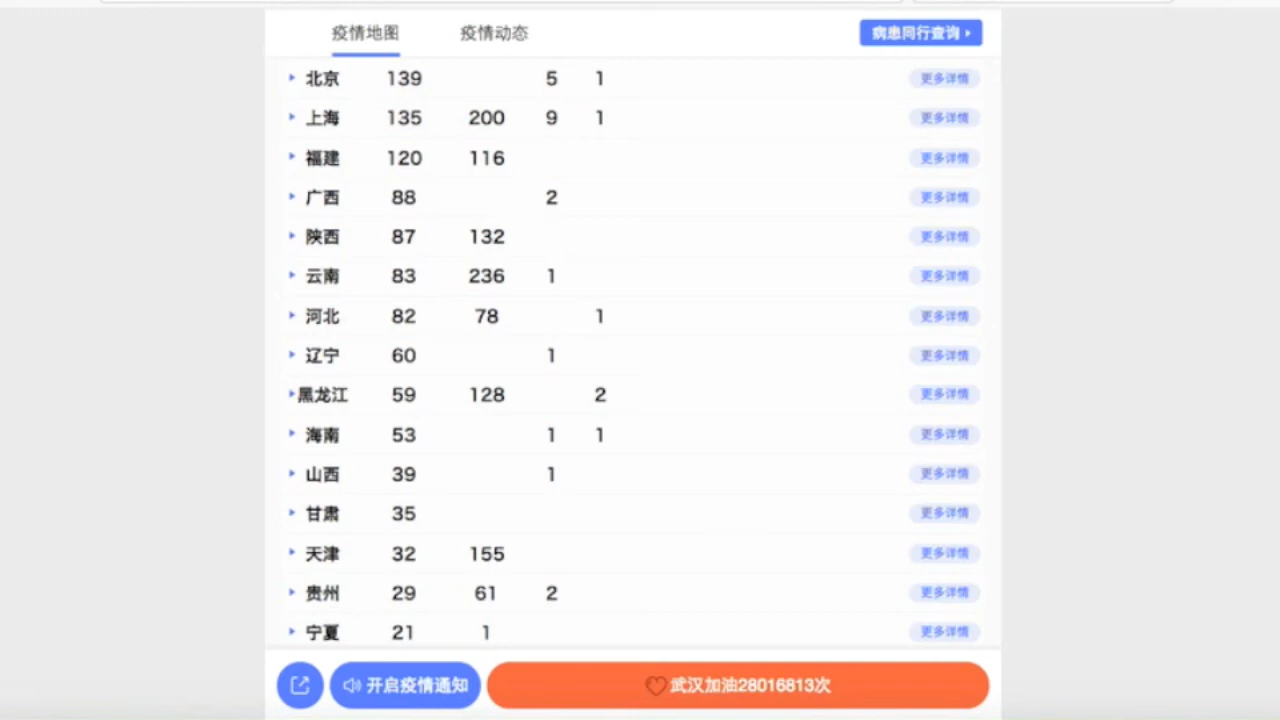 疫情地图 疫情动态 病患同行查询
北京 139 5 1 更多详情
上海 135 200 9 1 更多详情
福建 120 116 更多详情
广西 88 2 更多详情
陕西 87 132 更多详情
云南 83 236 1 更多详情
河北 82 78 1 更多详情
辽宁 60 1 更多详情
黑龙江 59 128 2 更多详情
海南 53 1 1 更多详情
山西 39 1 更多详情
甘肃 35 更多详情
天津 32 155 更多详情
贵州 29 61 2 更多详情
宁夏 21 1 更多详情
开启疫情通知 武汉加油28016813次